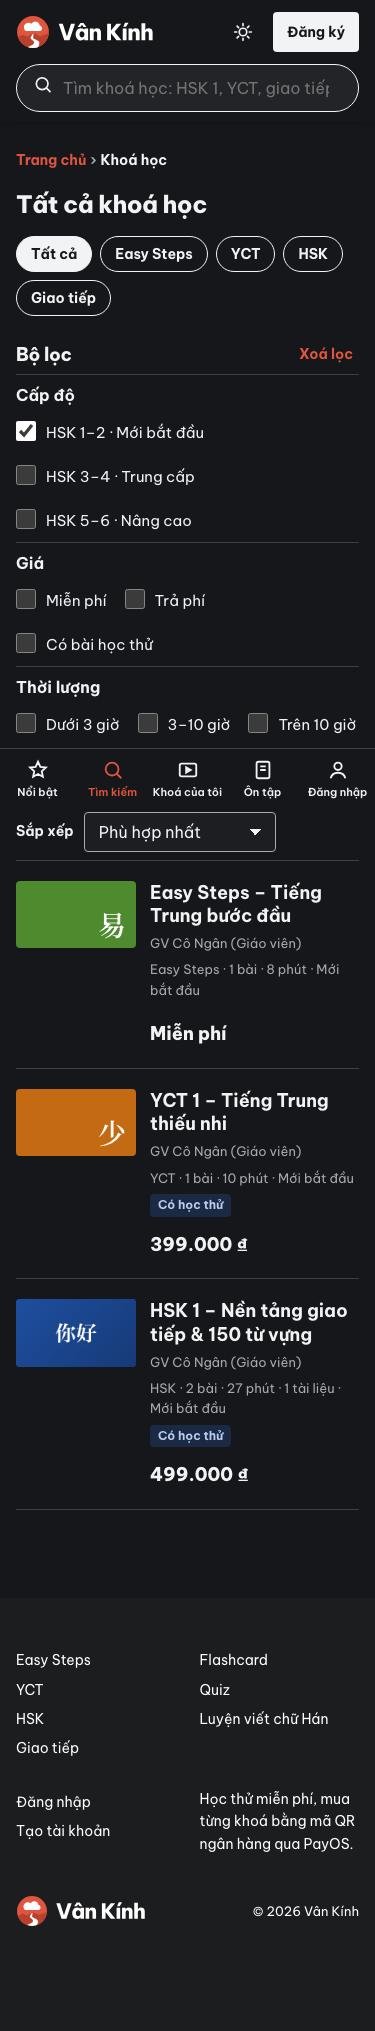 Vân Kính
Đăng ký
Tìm khoá học: HSK 1, YCT, giao tiếp
Trang chủ › Khoá học
Tất cả khoá học
Tất cả
Easy Steps
YCT
HSK
Giao tiếp
Bộ lọc
Xoá lọc
Cấp độ
HSK 1–2 · Mới bắt đầu
HSK 3–4 · Trung cấp
HSK 5–6 · Nâng cao
Giá
Miễn phí
Trả phí
Có bài học thử
Thời lượng
Dưới 3 giờ
3–10 giờ
Trên 10 giờ
Nổi bật
Tìm kiếm
Khoá của tôi
Ôn tập
Đăng nhập
Sắp xếp
Phù hợp nhất
易
Easy Steps – Tiếng
Trung bước đầu
GV Cô Ngân (Giáo viên)
Easy Steps · 1 bài · 8 phút · Mới
bắt đầu
Miễn phí
少
YCT 1 – Tiếng Trung
thiếu nhi
GV Cô Ngân (Giáo viên)
YCT · 1 bài · 10 phút · Mới bắt đầu
Có học thử
399.000 ₫
你好
HSK 1 – Nền tảng giao
tiếp & 150 từ vựng
GV Cô Ngân (Giáo viên)
HSK · 2 bài · 27 phút · 1 tài liệu ·
Mới bắt đầu
Có học thử
499.000 ₫
Easy Steps
YCT
HSK
Giao tiếp
Flashcard
Quiz
Luyện viết chữ Hán
Đăng nhập
Tạo tài khoản
Học thử miễn phí, mua
từng khoá bằng mã QR
ngân hàng qua PayOS.
Vân Kính
© 2026 Vân Kính